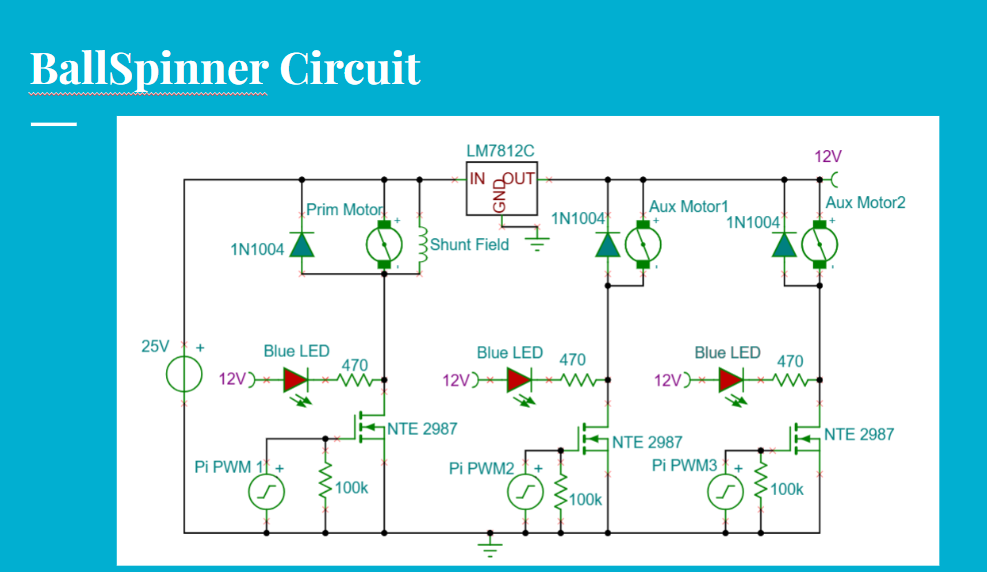 BallSpinner Circuit
LM7812C
12V
IN OUT
GND
Prim Motor
+
-
1N1004
Shunt Field
1N1004
Aux Motor1
+
-
1N1004
Aux Motor2
+
-
25V
+
Blue LED
470
12V
Blue LED
470
12V
Blue LED
470
12V
NTE 2987
NTE 2987
NTE 2987
Pi PWM 1
+
100k
Pi PWM2
+
100k
Pi PWM3
+
100k